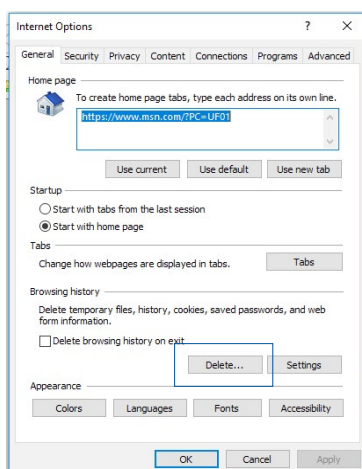 Internet Options ? X
General Security Privacy Content Connections Programs Advanced
Home page
To create home page tabs, type each address on its own line.
https://www.msn.com/?PC=UF01
Use current Use default Use new tab
Startup
Start with tabs from the last session
Start with home page
Tabs
Change how webpages are displayed in tabs. Tabs
Browsing history
Delete temporary files, history, cookies, saved passwords, and web
form information.
Delete browsing history on exit
Delete... Settings
Appearance
Colors Languages Fonts Accessibility
OK Cancel Apply